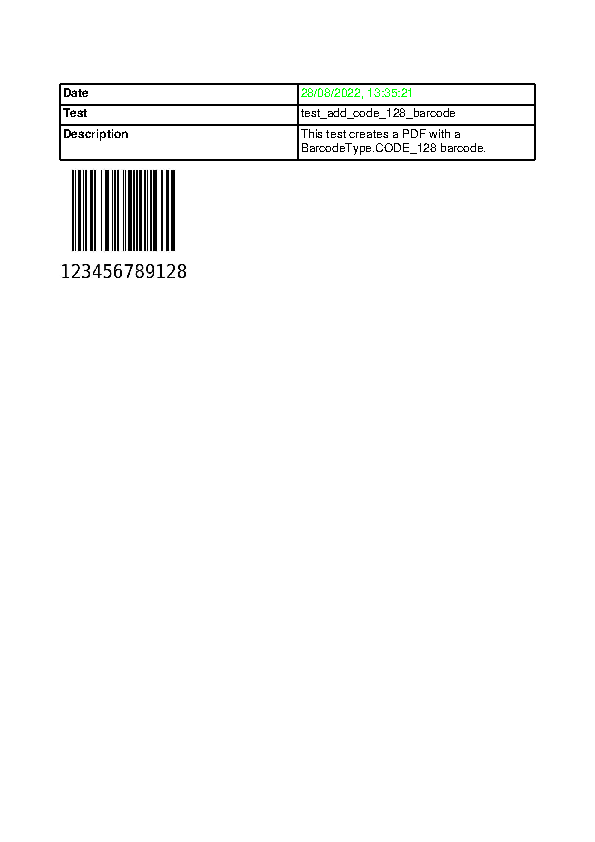 Date 28/08/2022, 13:35:21
Test test_add_code_128_barcode
Description This test creates a PDF with a
BarcodeType.CODE_128 barcode.
123456789128